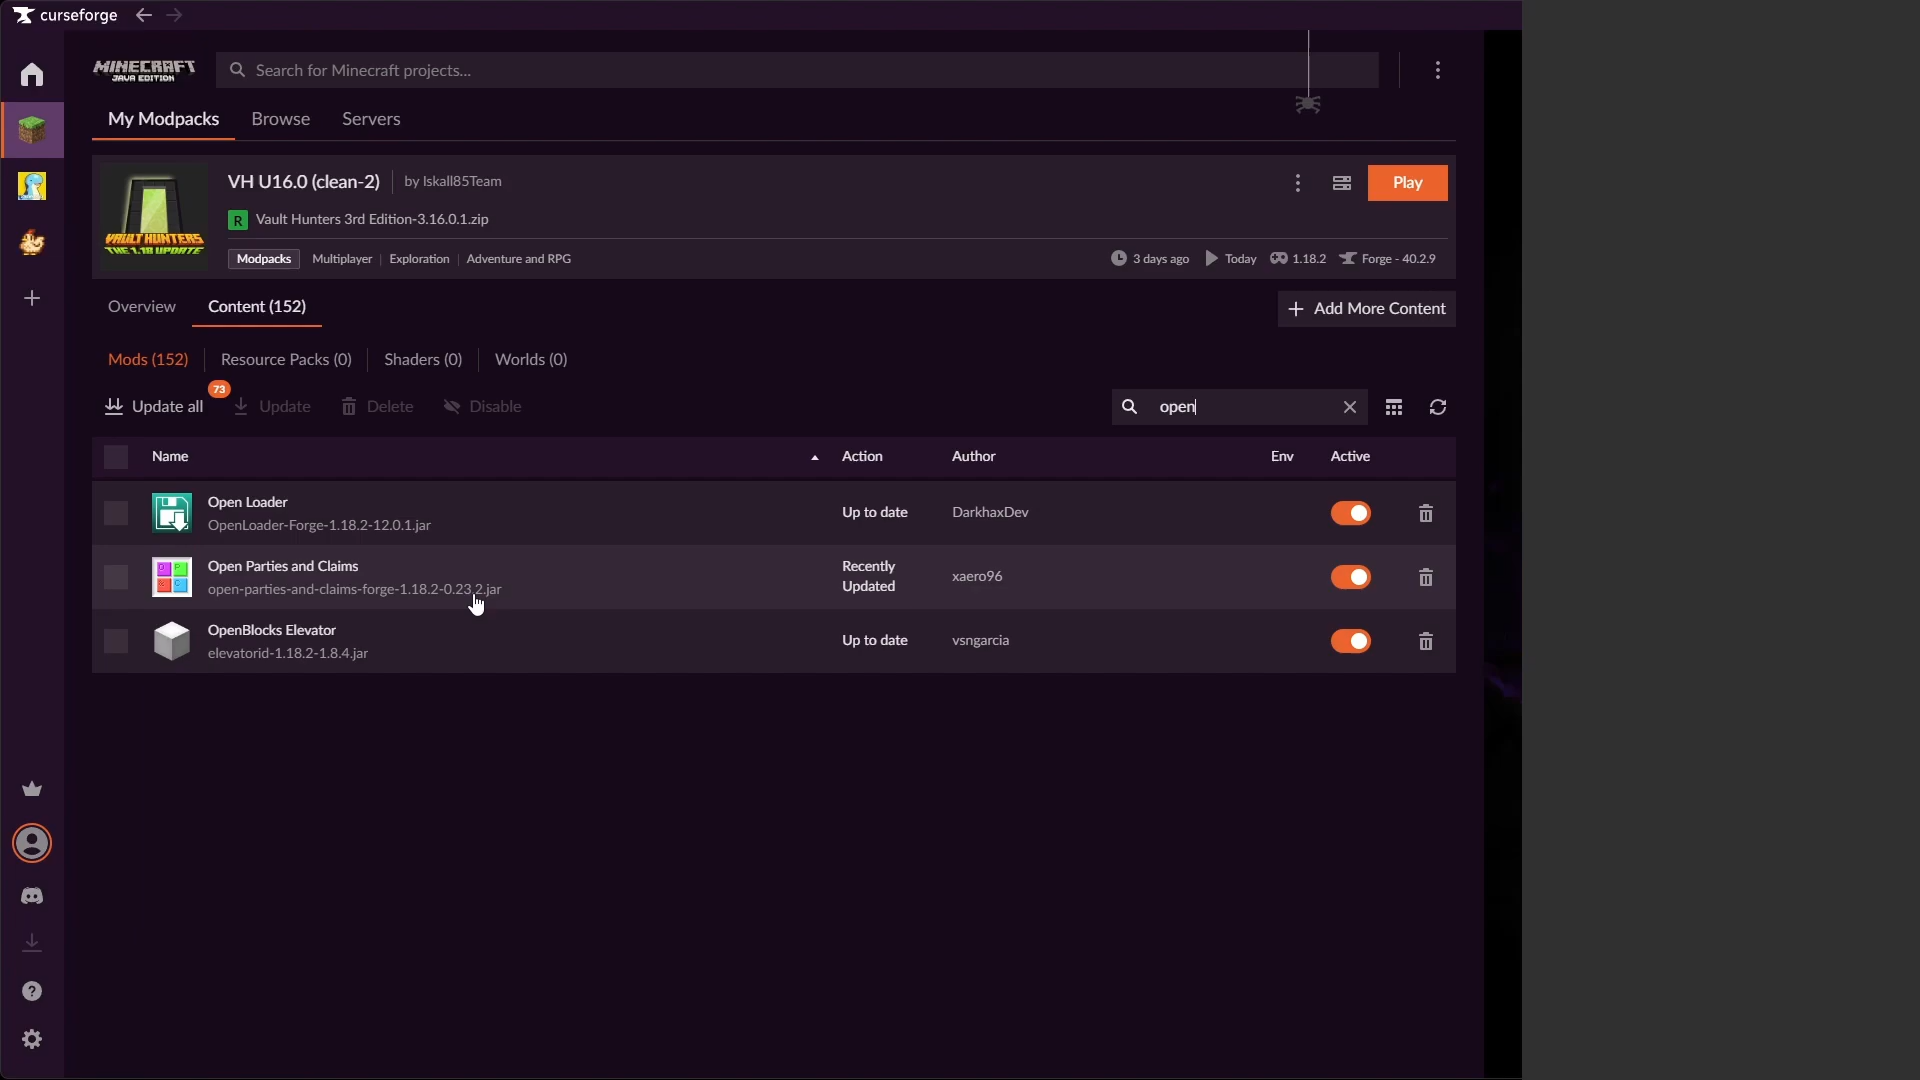 curseforge
MINECRAFT
JAVA EDITION
Search for Minecraft projects...
My Modpacks
Browse
Servers
VH U16.0 (clean-2)
by Iskall85Team
Play
R
Vault Hunters 3rd Edition-3.16.0.1.zip
VAULT HUNTERS
THE 1.18 UPDATE
Modpacks
Multiplayer
Exploration
Adventure and RPG
3 days ago
Today
1.18.2
Forge - 40.2.9
Overview
Content (152)
Add More Content
Mods (152)
Resource Packs (0)
Shaders (0)
Worlds (0)
73
Update all
Update
Delete
Disable
open
Name
Action
Author
Env
Active
Open Loader
OpenLoader-Forge-1.18.2-12.0.1.jar
Up to date
DarkhaxDev
O P
& C
Open Parties and Claims
open-parties-and-claims-forge-1.18.2-0.23.2.jar
Recently
Updated
xaero96
OpenBlocks Elevator
elevatorid-1.18.2-1.8.4.jar
Up to date
vsngarcia